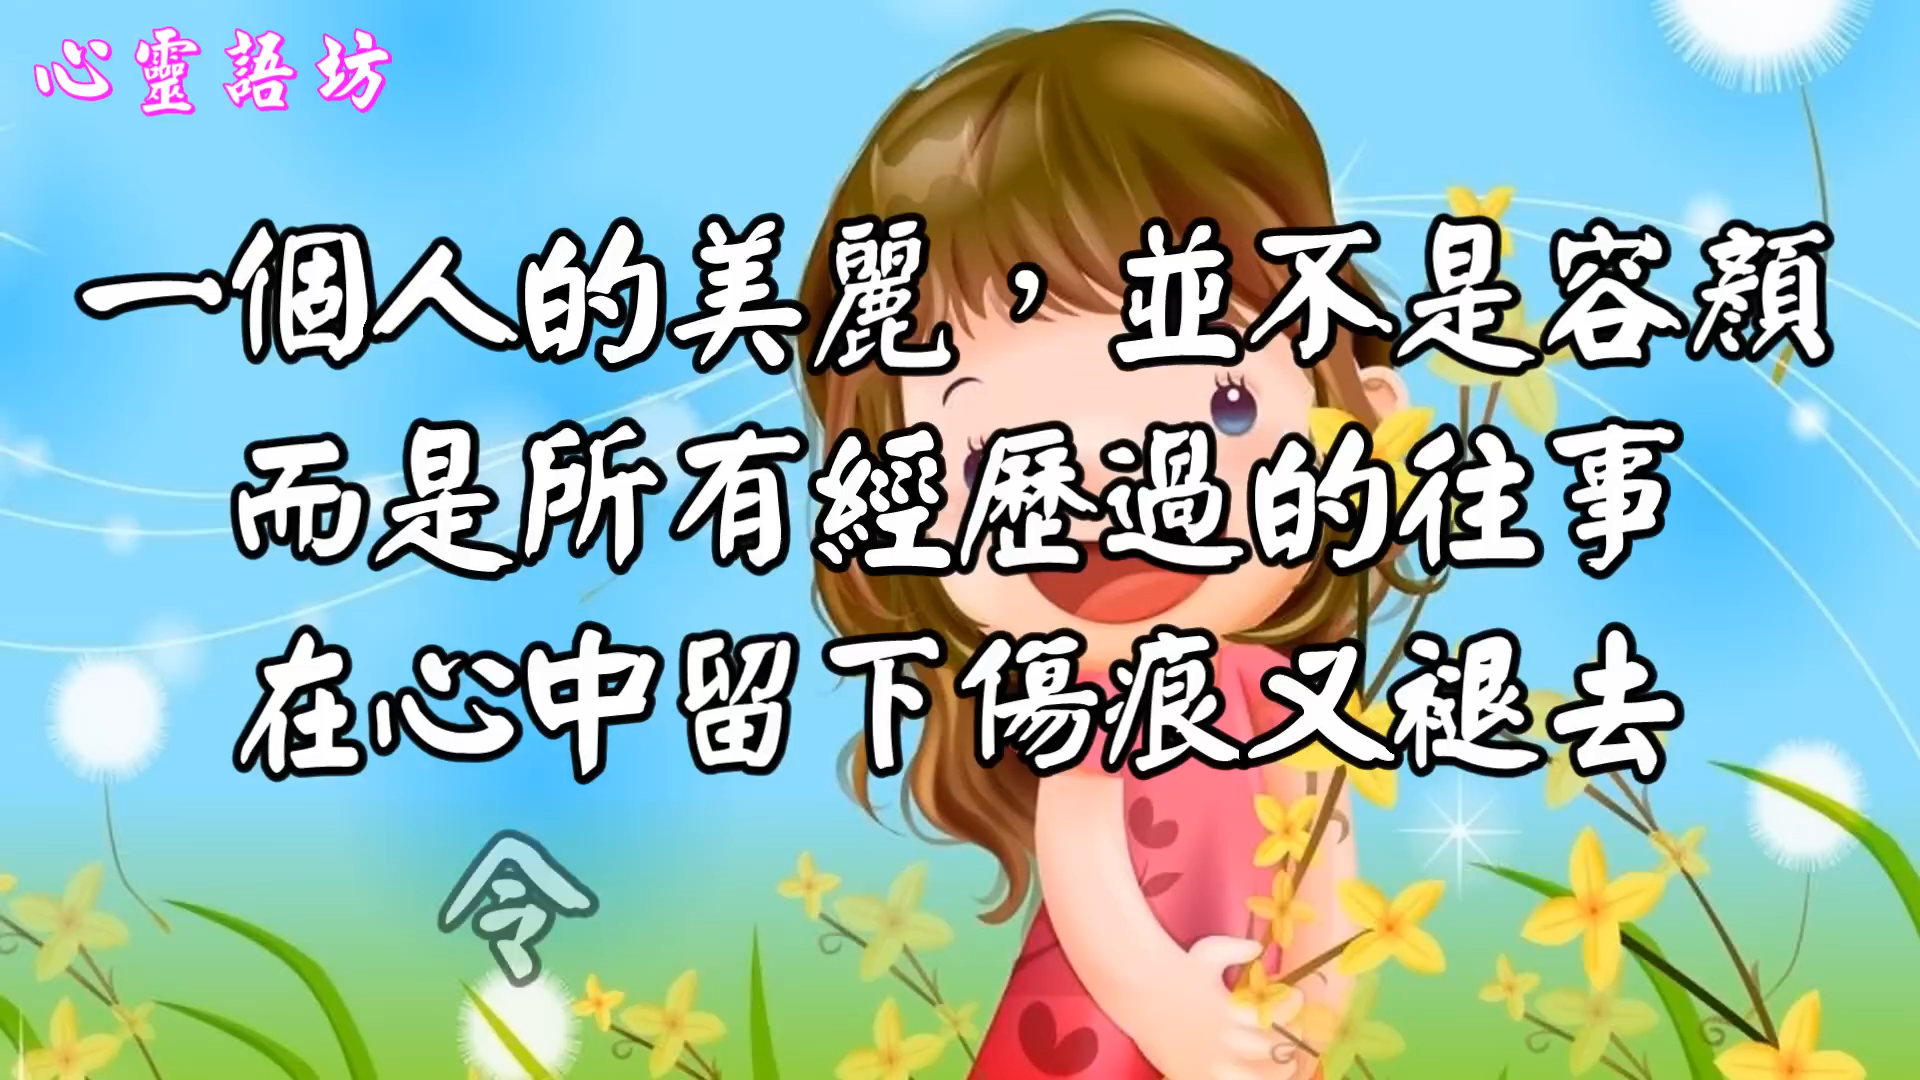 心靈語坊
一個人的美麗，並不是容顏
而是所有經歷過的往事
在心中留下傷痕又褪去
令